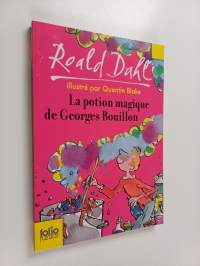 Roald Dahl
illustré par Quentin Blake
La potion magique
de Georges Bouillon
folio